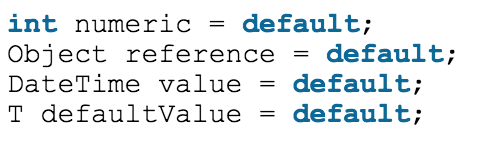 int numeric = default;
Object reference = default;
DateTime value = default;
T defaultValue = default;